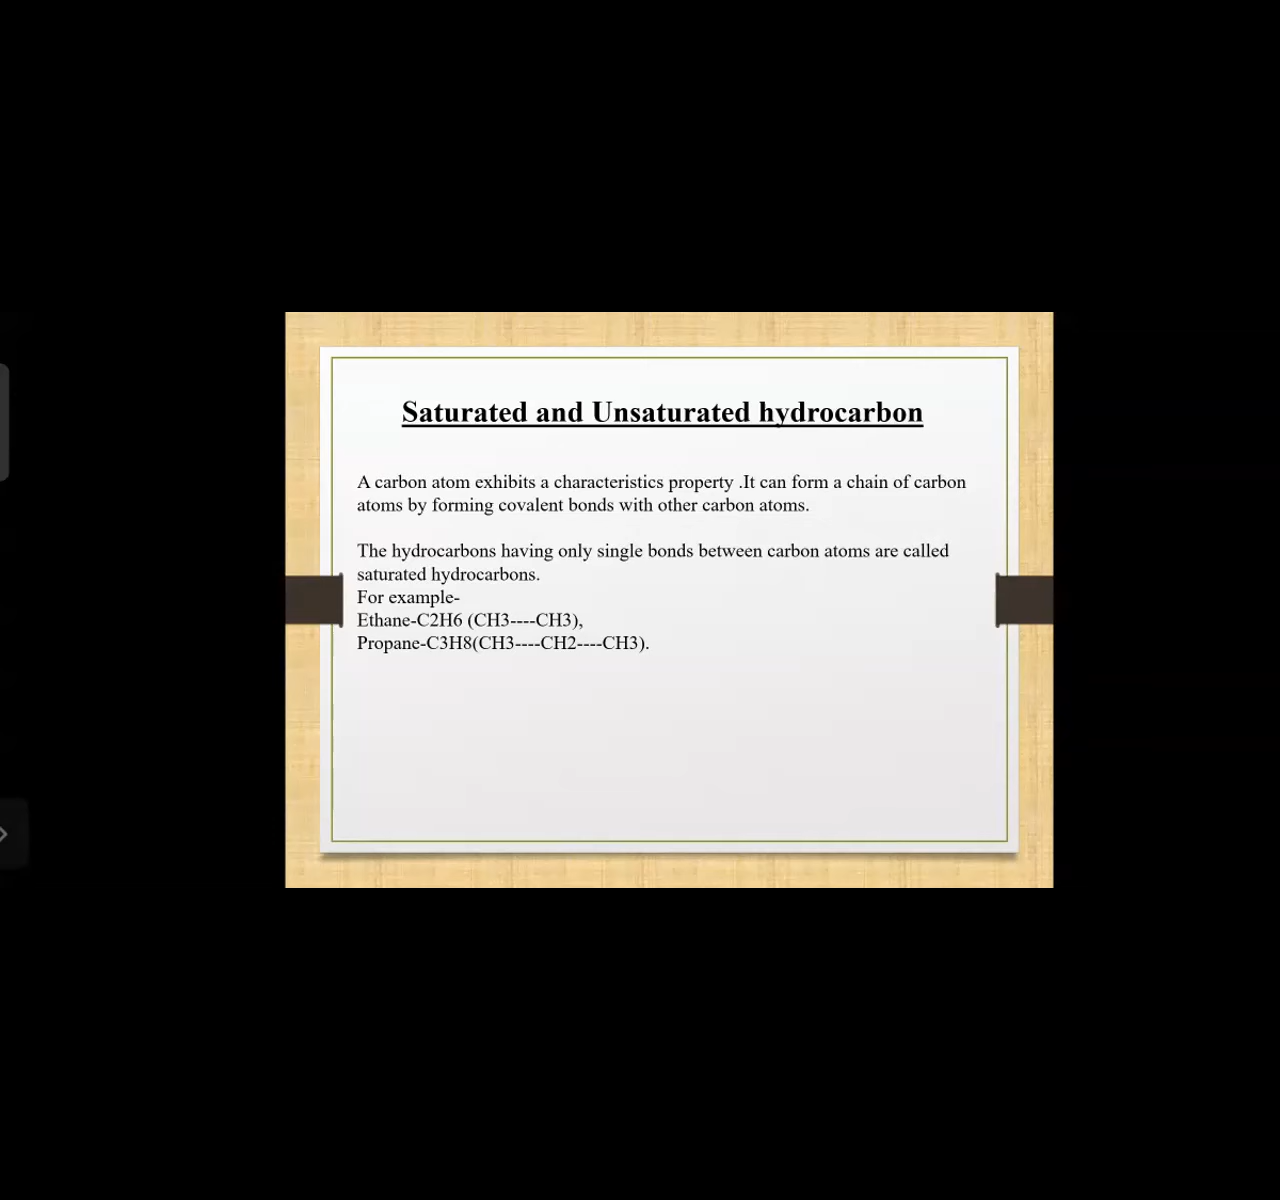 Saturated and Unsaturated hydrocarbon
A carbon atom exhibits a characteristics property .It can form a chain of carbon
atoms by forming covalent bonds with other carbon atoms.
The hydrocarbons having only single bonds between carbon atoms are called
saturated hydrocarbons.
For example-
Ethane-C2H6 (CH3----CH3),
Propane-C3H8(CH3----CH2----CH3).